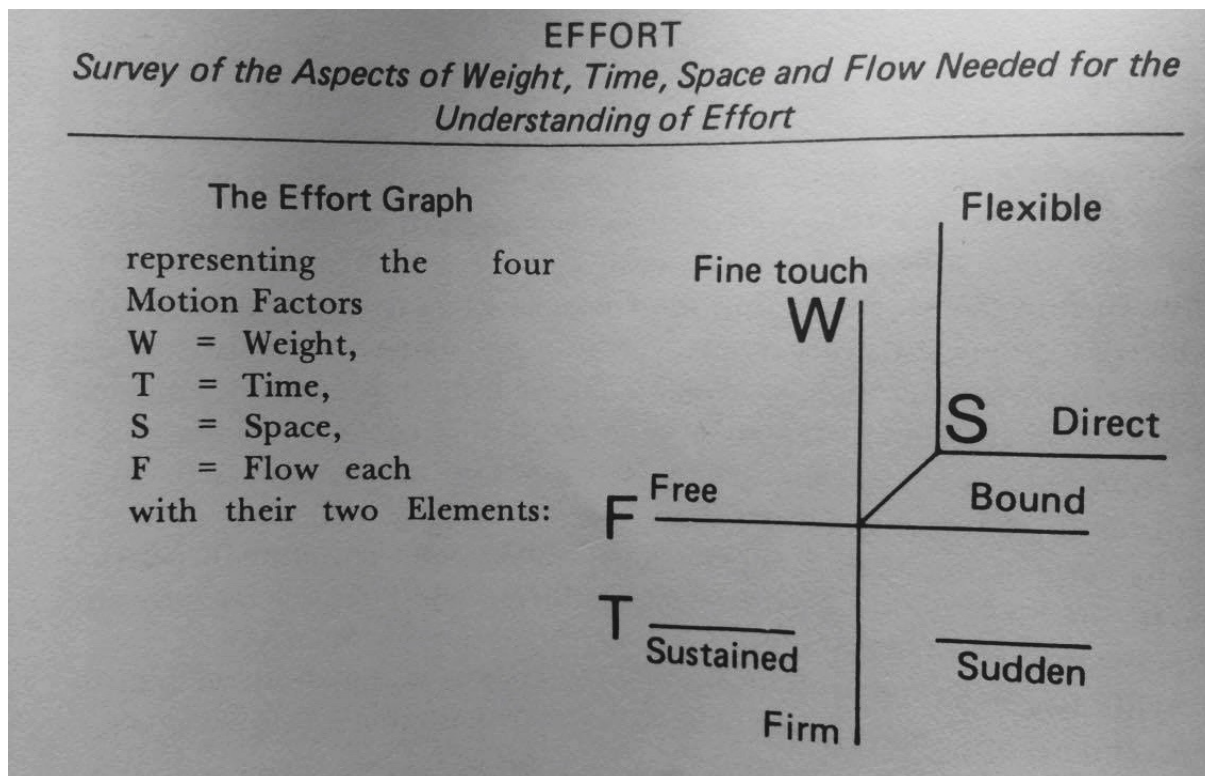 EFFORT
Survey of the Aspects of Weight, Time, Space and Flow Needed for the
Understanding of Effort
The Effort Graph
representing the four
Motion Factors
W = Weight,
T = Time,
S = Space,
F = Flow each
with their two Elements:
Flexible
Fine touch
W
S Direct
Free
F
Bound
T
Sustained
Sudden
Firm